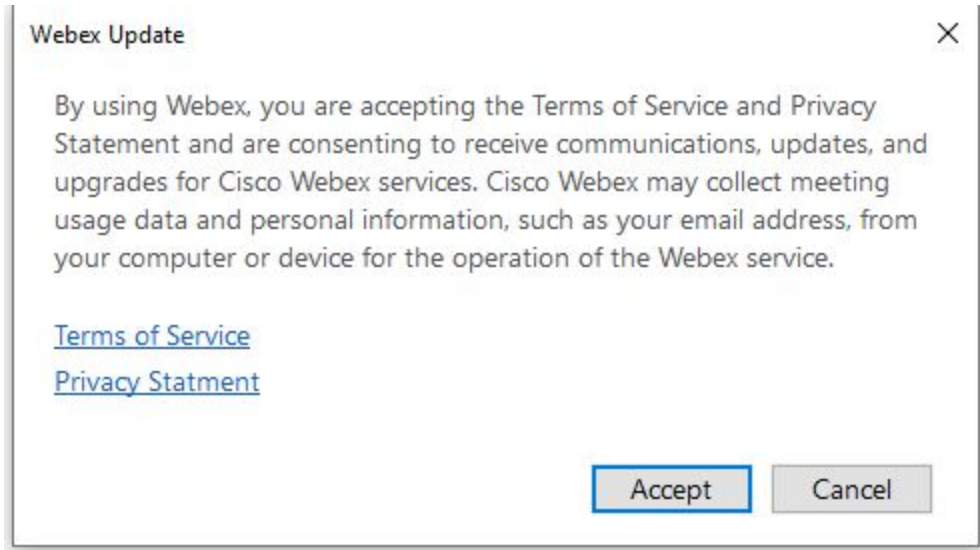 Webex Update
By using Webex, you are accepting the Terms of Service and Privacy
Statement and are consenting to receive communications, updates, and
upgrades for Cisco Webex services. Cisco Webex may collect meeting
usage data and personal information, such as your email address, from
your computer or device for the operation of the Webex service.
Terms of Service
Privacy Statment
Accept Cancel